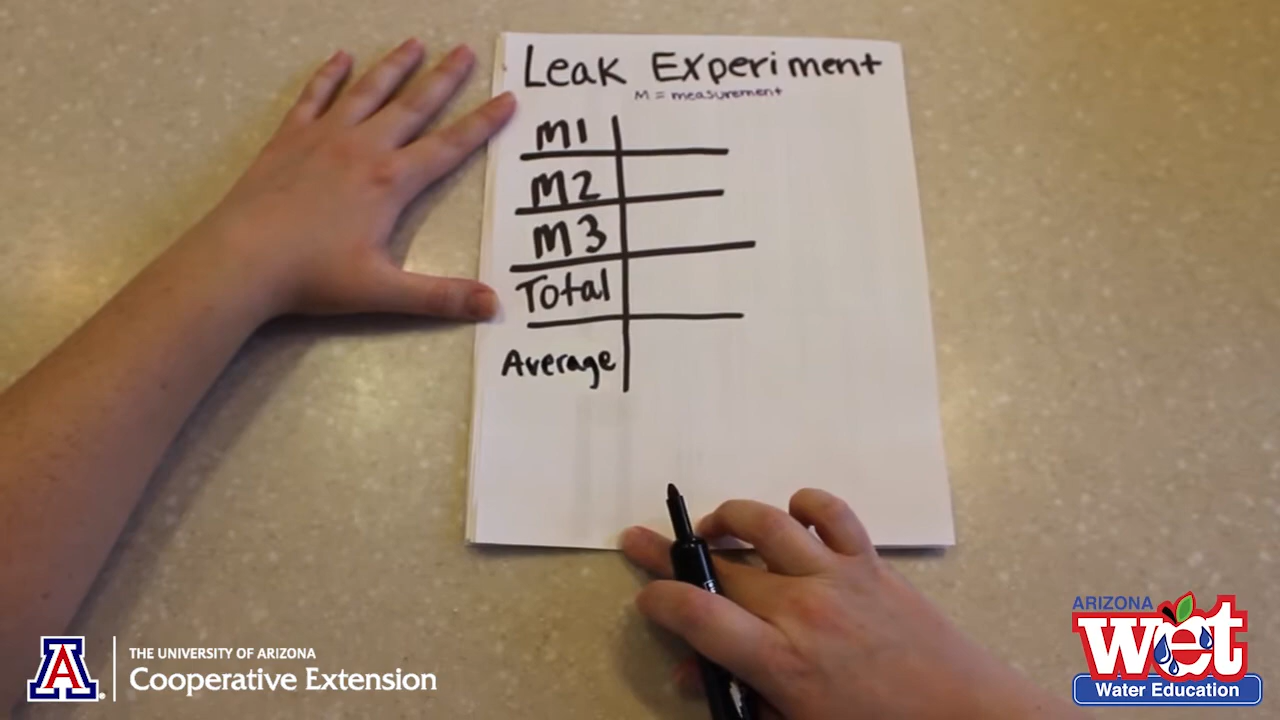 Leak Experiment
M = measurement
M1
M2
M3
Total
Average
A
THE UNIVERSITY OF ARIZONA
Cooperative Extension
ARIZONA
wet
Water Education